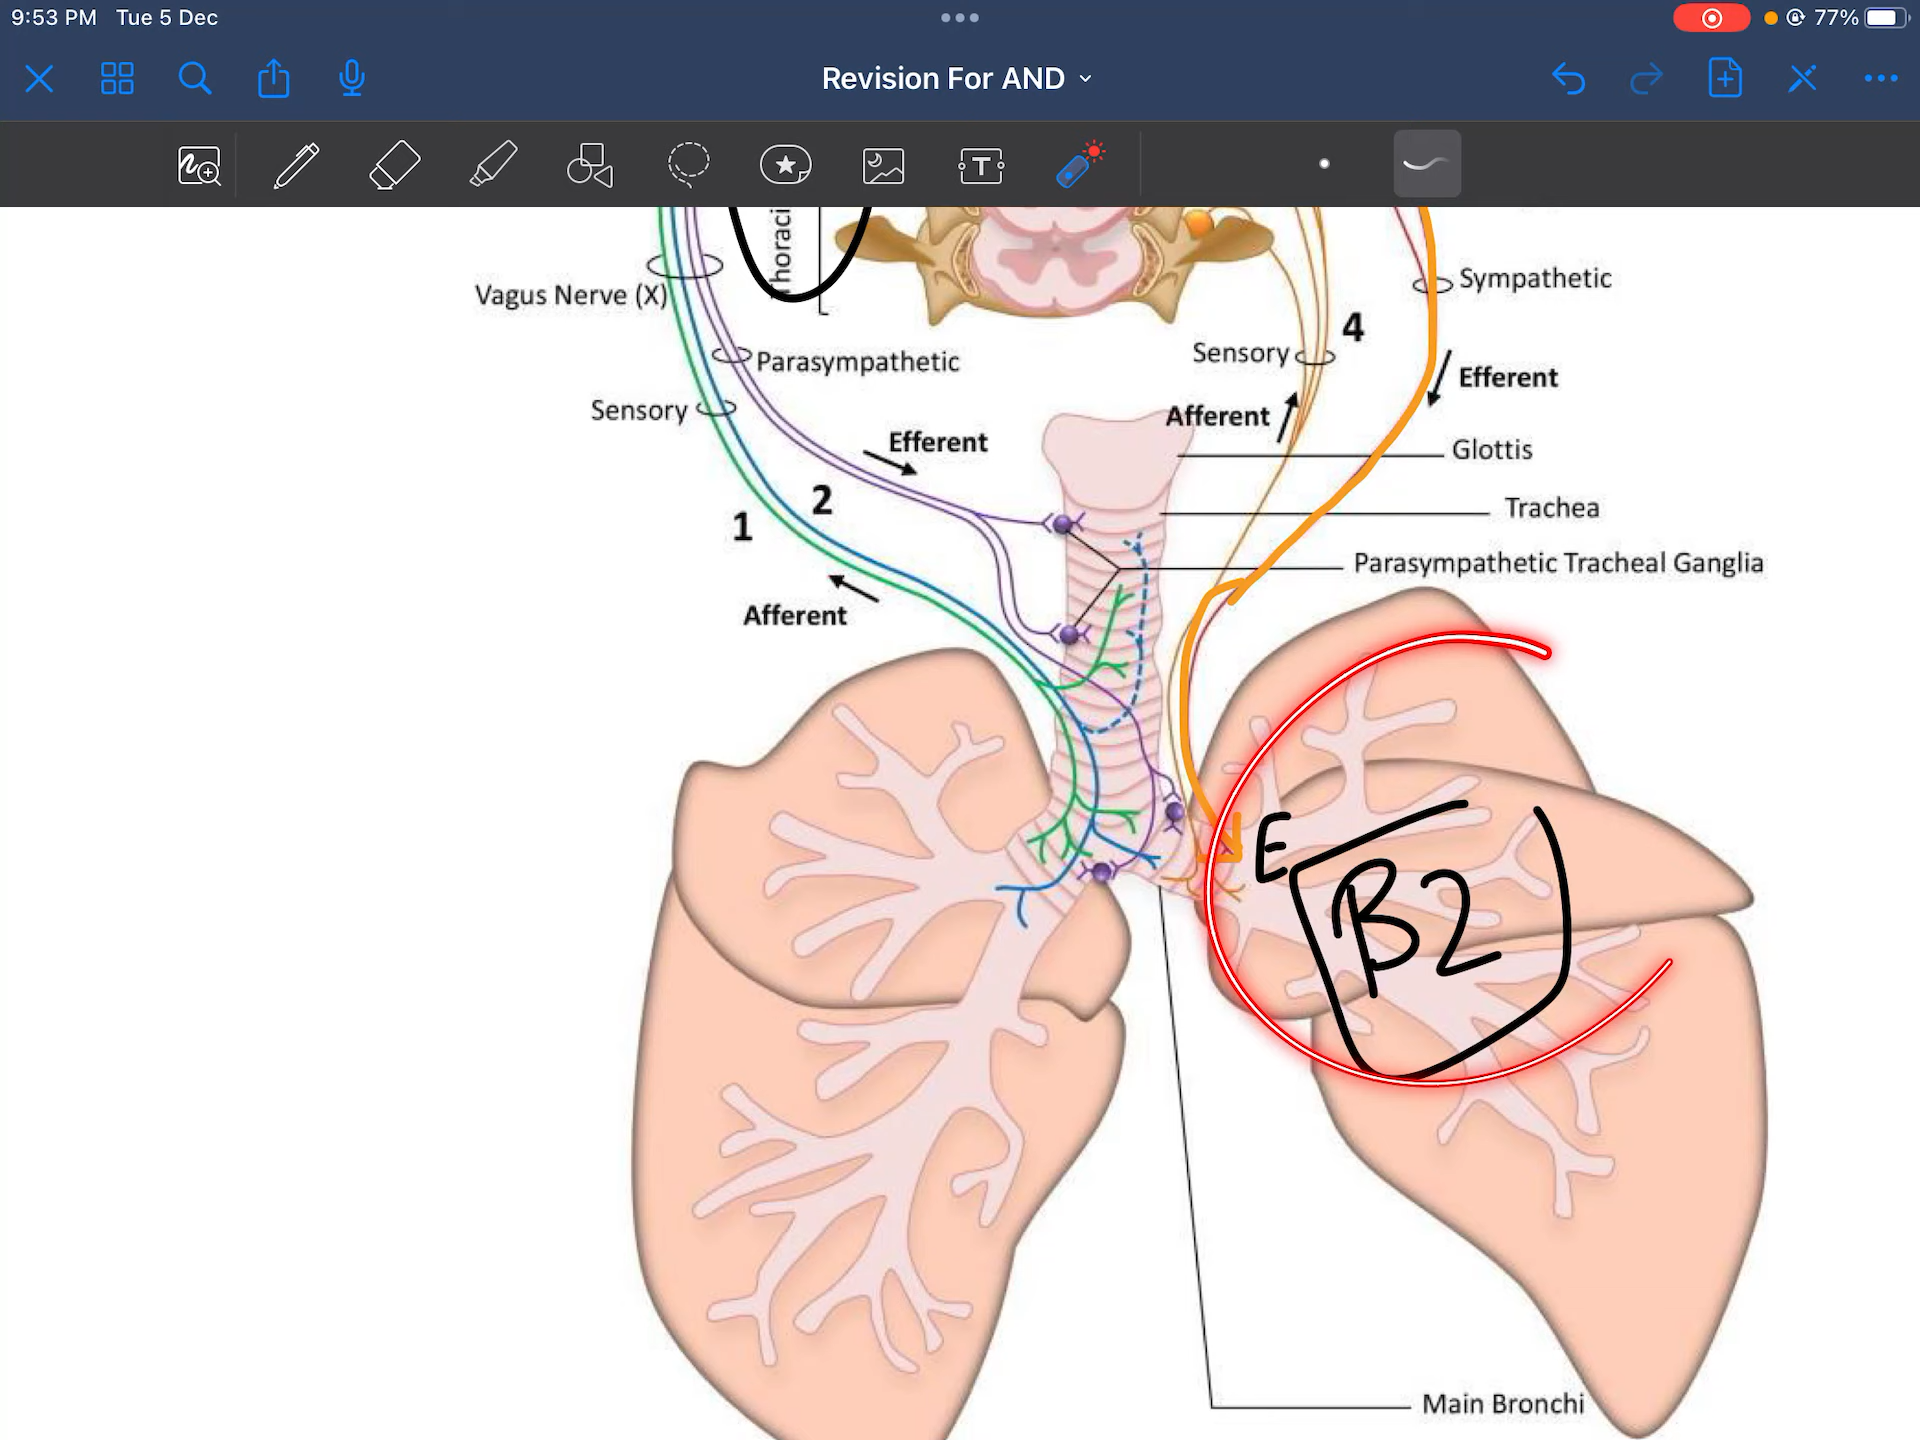 9:53 PM Tue 5 Dec
77%
Revision For AND
T
Thoraci
Vagus Nerve (X)
Sympathetic
4
Parasympathetic
Sensory
Efferent
Sensory
Afferent
Efferent
Glottis
2
1
Trachea
Parasympathetic Tracheal Ganglia
Afferent
E
B2
Main Bronchi